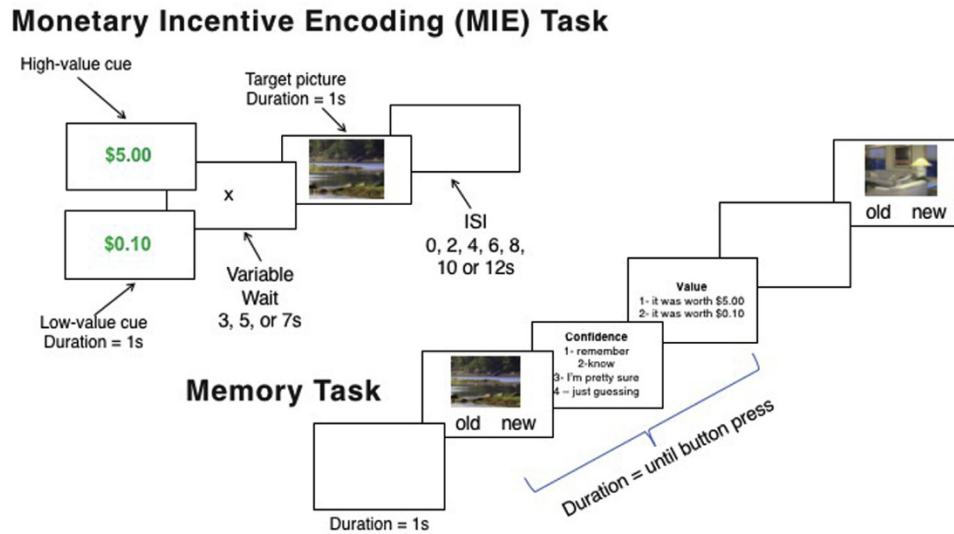 Monetary Incentive Encoding (MIE) Task
High-value cue
$5.00
$0.10
Low-value cue
Duration = 1s
x
Variable
Wait
3, 5, or 7s
Target picture
Duration = 1s
ISI
0, 2, 4, 6, 8,
10 or 12s
Memory Task
Duration = 1s
old new
Confidence
1- remember
2-know
3- I'm pretty sure
4 – just guessing
Value
1- it was worth $5.00
2- it was worth $0.10
Duration = until button press
old new